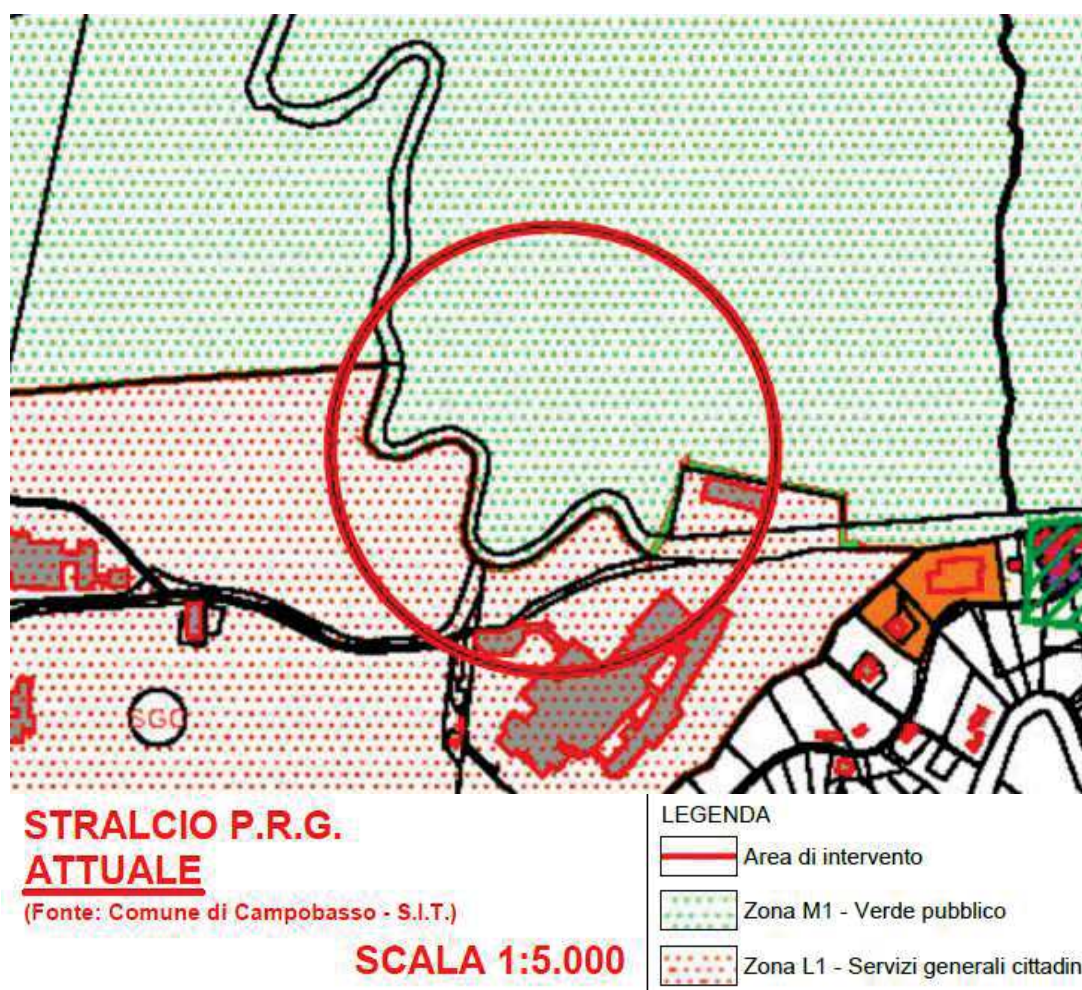 SGC
STRALCIO P.R.G.
ATTUALE
(Fonte: Comune di Campobasso - S.I.T.)
SCALA 1:5.000
LEGENDA
Area di intervento
Zona M1 - Verde pubblico
Zona L1 - Servizi generali cittadin